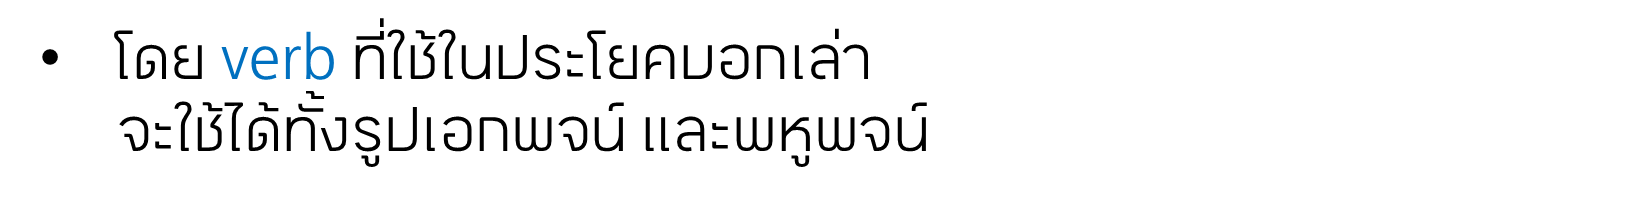 • โดย verb ที่ใช้ในประโยคบอกเล่า
จะใช้ได้ทั้งรูปเอกพจน์ และพหูพจน์